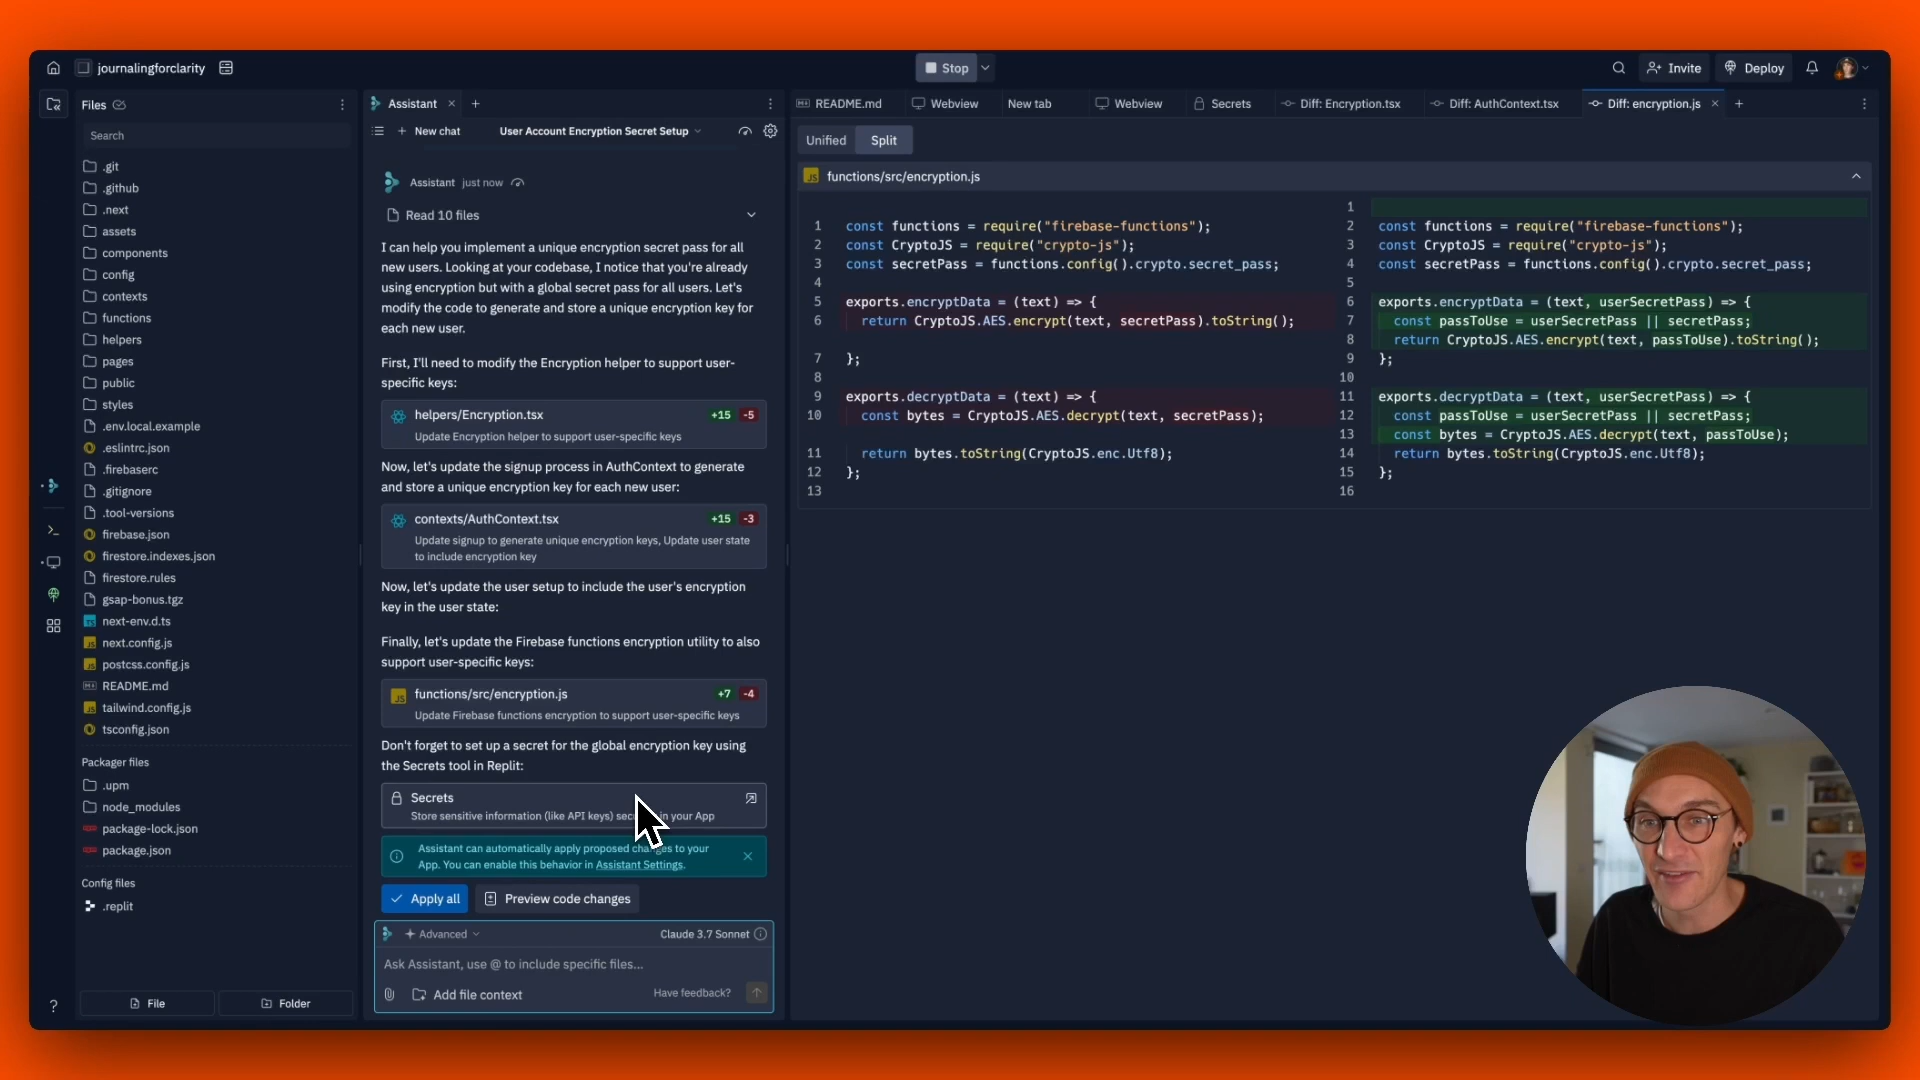 journalingforclarity
Stop
Invite
Deploy
Files
Search
.git
.github
.next
assets
components
config
contexts
functions
helpers
pages
public
styles
.env.local.example
.eslintrc.json
.firebaserc
.gitignore
.tool-versions
firebase.json
firestore.indexes.json
firestore.rules
gsap-bonus.tgz
next-env.d.ts
next.config.js
postcss.config.js
README.md
tailwind.config.js
tsconfig.json
Packager files
.upm
node_modules
package-lock.json
package.json
Config files
.replit
?
File
Folder
Assistant
New chat
User Account Encryption Secret Setup
Assistant just now
Read 10 files
I can help you implement a unique encryption secret pass for all
new users. Looking at your codebase, I notice that you're already
using encryption but with a global secret pass for all users. Let's
modify the code to generate and store a unique encryption key for
each new user.
First, I'll need to modify the Encryption helper to support user-
specific keys:
helpers/Encryption.tsx +15 -5
Update Encryption helper to support user-specific keys
Now, let's update the signup process in AuthContext to generate
and store a unique encryption key for each new user:
contexts/AuthContext.tsx +15 -3
Update signup to generate unique encryption keys, Update user state
to include encryption key
Now, let's update the user setup to include the user's encryption
key in the user state:
Finally, let's update the Firebase functions encryption utility to also
support user-specific keys:
functions/src/encryption.js +7 -4
Update Firebase functions encryption to support user-specific keys
Don't forget to set up a secret for the global encryption key using
the Secrets tool in Replit:
Secrets
Store sensitive information (like API keys) in your App
Assistant can automatically apply proposed to your
App. You can enable this behavior in Assistant Settings.
Apply all
Preview code changes
Advanced
Claude 3.7 Sonnet
Ask Assistant, use @ to include specific files...
Add file context
Have feedback?
README.md
Webview
New tab
Webview
Secrets
Diff: Encryption.tsx
Diff: AuthContext.tsx
Diff: encryption.js
Unified
Split
JS functions/src/encryption.js
1 const functions = require("firebase-functions");
2 const CryptoJS = require("crypto-js");
3 const secretPass = functions.config().crypto.secret_pass;
4
5 exports.encryptData = (text) => {
6 return CryptoJS.AES.encrypt(text, secretPass).toString();
7 };
8
9 exports.decryptData = (text) => {
10 const bytes = CryptoJS.AES.decrypt(text, secretPass);
11 return bytes.toString(CryptoJS.enc.Utf8);
12 };
13
1
2 const functions = require("firebase-functions");
3 const CryptoJS = require("crypto-js");
4 const secretPass = functions.config().crypto.secret_pass;
5
6 exports.encryptData = (text, userSecretPass) => {
7 const passToUse = userSecretPass || secretPass;
8 return CryptoJS.AES.encrypt(text, passToUse).toString();
9 };
10
11 exports.decryptData = (text, userSecretPass) => {
12 const passToUse = userSecretPass || secretPass;
13 const bytes = CryptoJS.AES.decrypt(text, passToUse);
14 return bytes.toString(CryptoJS.enc.Utf8);
15 };
16